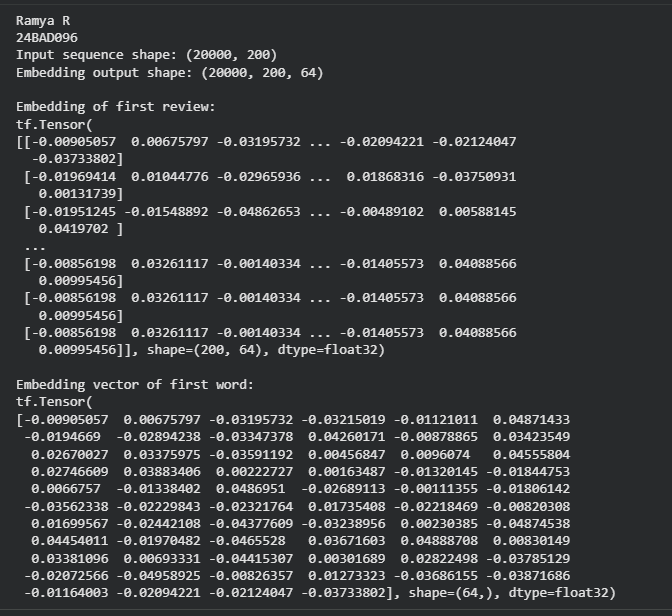 Ramya R
24BAD096
Input sequence shape: (20000, 200)
Embedding output shape: (20000, 200, 64)

Embedding of first review:
tf.Tensor(
[[-0.00905057  0.00675797 -0.03195732 ... -0.02094221 -0.02124047
  -0.03733802]
 [-0.01969414  0.01044776 -0.02965936 ...  0.01868316 -0.03750931
   0.00131739]
 [-0.01951245 -0.01548892 -0.04862653 ... -0.00489102  0.00588145
   0.0419702 ]
 ...
 [-0.00856198  0.03261117 -0.00140334 ... -0.01405573  0.04088566
   0.00995456]
 [-0.00856198  0.03261117 -0.00140334 ... -0.01405573  0.04088566
   0.00995456]
 [-0.00856198  0.03261117 -0.00140334 ... -0.01405573  0.04088566
   0.00995456]], shape=(200, 64), dtype=float32)

Embedding vector of first word:
tf.Tensor(
[-0.00905057  0.00675797 -0.03195732 -0.03215019 -0.01121011  0.04871433
 -0.0194669  -0.02894238 -0.03347378  0.04260171 -0.00878865  0.03423549
  0.02670027  0.03375975 -0.03591192  0.00456847  0.0096074   0.04555804
  0.02746609  0.03883406  0.00222727  0.00163487 -0.01320145 -0.01844753
  0.0066757  -0.01338402  0.0486951  -0.02689113 -0.00111355 -0.01806142
 -0.03562338 -0.02229843 -0.02321764  0.01735408 -0.02218469 -0.00820308
  0.01699567 -0.02442108 -0.04377609 -0.03238956  0.00230385 -0.04874538
  0.04454011 -0.01970482 -0.0465528   0.03671603  0.04888708  0.00830149
  0.03381096  0.00693331 -0.04415307  0.00301689  0.02822498 -0.03785129
 -0.02072566 -0.04958925 -0.00826357  0.01273323 -0.03686155 -0.03871686
 -0.01164003 -0.02094221 -0.02124047 -0.03733802], shape=(64,), dtype=float32)